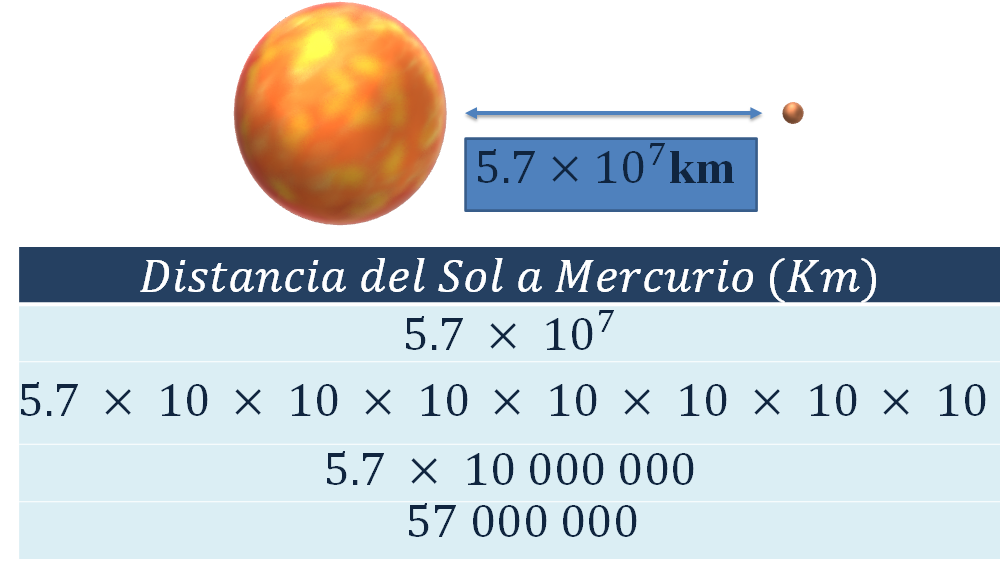 5.7 × 10⁷km
Distancia del Sol a Mercurio (Km)
5.7 × 10⁷
5.7 × 10 × 10 × 10 × 10 × 10 × 10 × 10
5.7 × 10 000 000
57 000 000